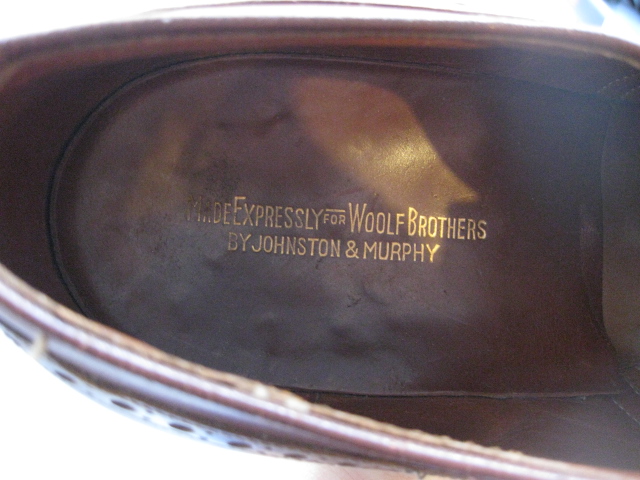 MADE EXPRESSLY FOR WOOLF BROTHERS
BY JOHNSTON & MURPHY